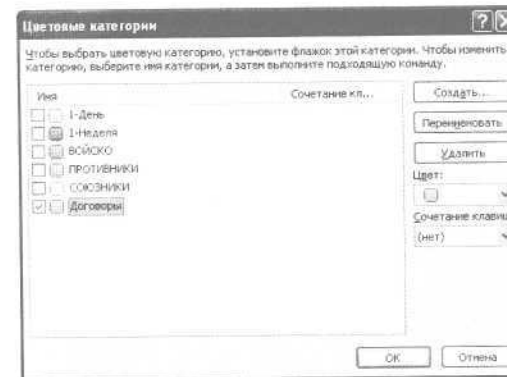 Цветовые категории
Чтобы выбрать цветовую категорию, установите флажок этой категории. Чтобы изменить
категорию, выберите имя категории, а затем выполните подходящую команду.
Имя
Сочетание кл...
1-День
1-Неделя
ВОЙСКО
ПРОТИВНИКИ
СОЮЗНИКИ
Договоры
Создать...
Переименовать
Удалить
Цвет:
Сочетание клавиш
(нет)
ОК
Отмена